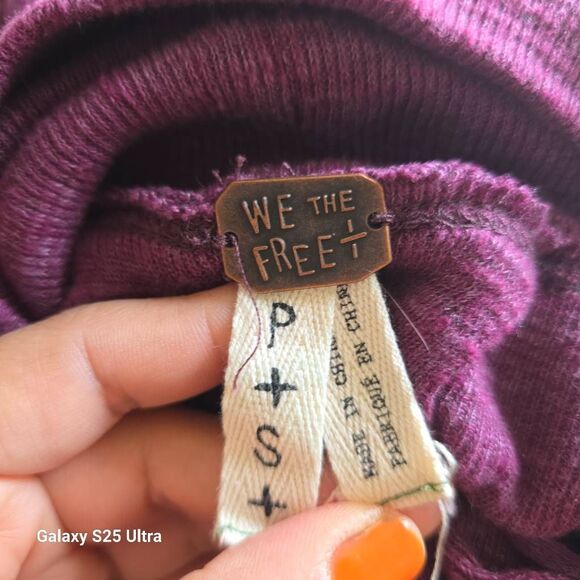 WE THE
FREE
P
+
S
+
MADE IN CHINA
FABRIQUÉ EN CHINE
Galaxy S25 Ultra